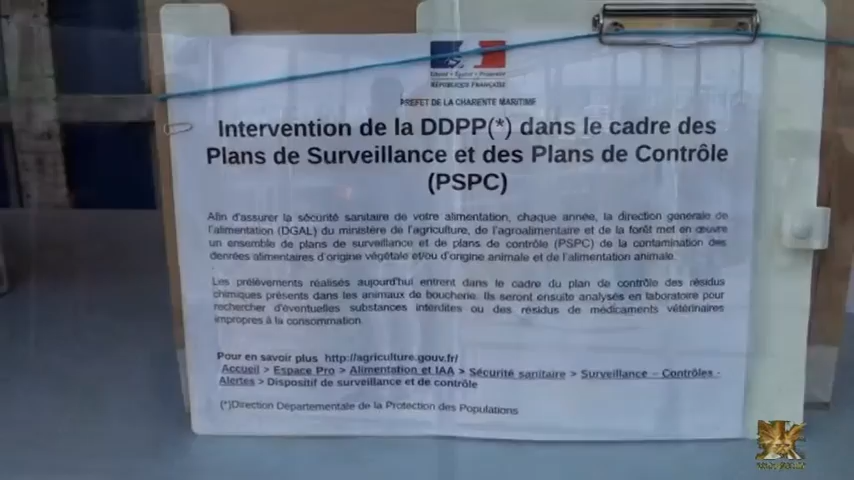 Liberté • Égalité • Fraternité
RÉPUBLIQUE FRANÇAISE
PREFET DE LA CHARENTE MARITIME
Intervention de la DDPP(*) dans le cadre des
Plans de Surveillance et des Plans de Contrôle
(PSPC)
Afin d'assurer la sécurité sanitaire de votre alimentation, chaque année, la direction générale de
l'alimentation (DGAL) du ministère de l'agriculture, de l'agroalimentaire et de la forêt met en œuvre
un ensemble de plans de surveillance et de plans de contrôle (PSPC) de la contamination des
denrées alimentaires d'origine végétale et/ou d'origine animale et de l'alimentation animale.
Les prélèvements réalisés aujourd'hui entrent dans le cadre du plan de contrôle des résidus
chimiques présents dans les animaux de boucherie. Ils seront ensuite analysés en laboratoire pour
rechercher d'éventuelles substances interdites ou des résidus de médicaments vétérinaires
impropres à la consommation.
Pour en savoir plus http://agriculture.gouv.fr/
Accueil > Espace Pro > Alimentation et IAA > Sécurité sanitaire > Surveillance – Contrôles -
Alertes > Dispositif de surveillance et de contrôle
(*)Direction Départementale de la Protection des Populations